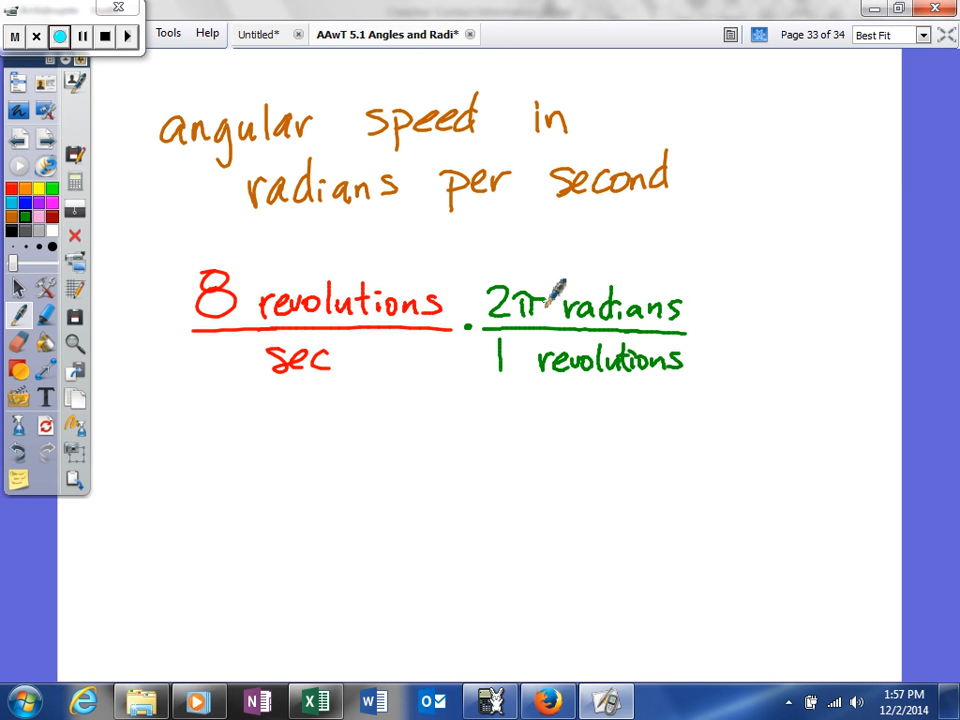 M
Tools Help
Untitled*
AAwT 5.1 Angles and Radi*
Page 33 of 34
Best Fit
angular speed in
radians per second
8 revolutions
sec
·
2π radians
1 revolutions
T
N
X
W
O
1:57 PM
12/2/2014